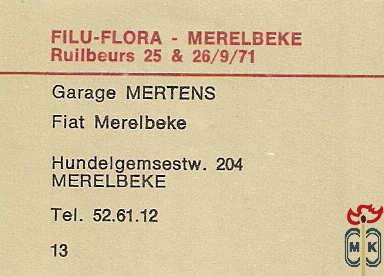 FILU-FLORA - MERELBEKE
Ruilbeurs 25 & 26/9/71
Garage MERTENS
Fiat Merelbeke
Hundelgemsestw. 204
MERELBEKE
Tel. 52.61.12
13
M K